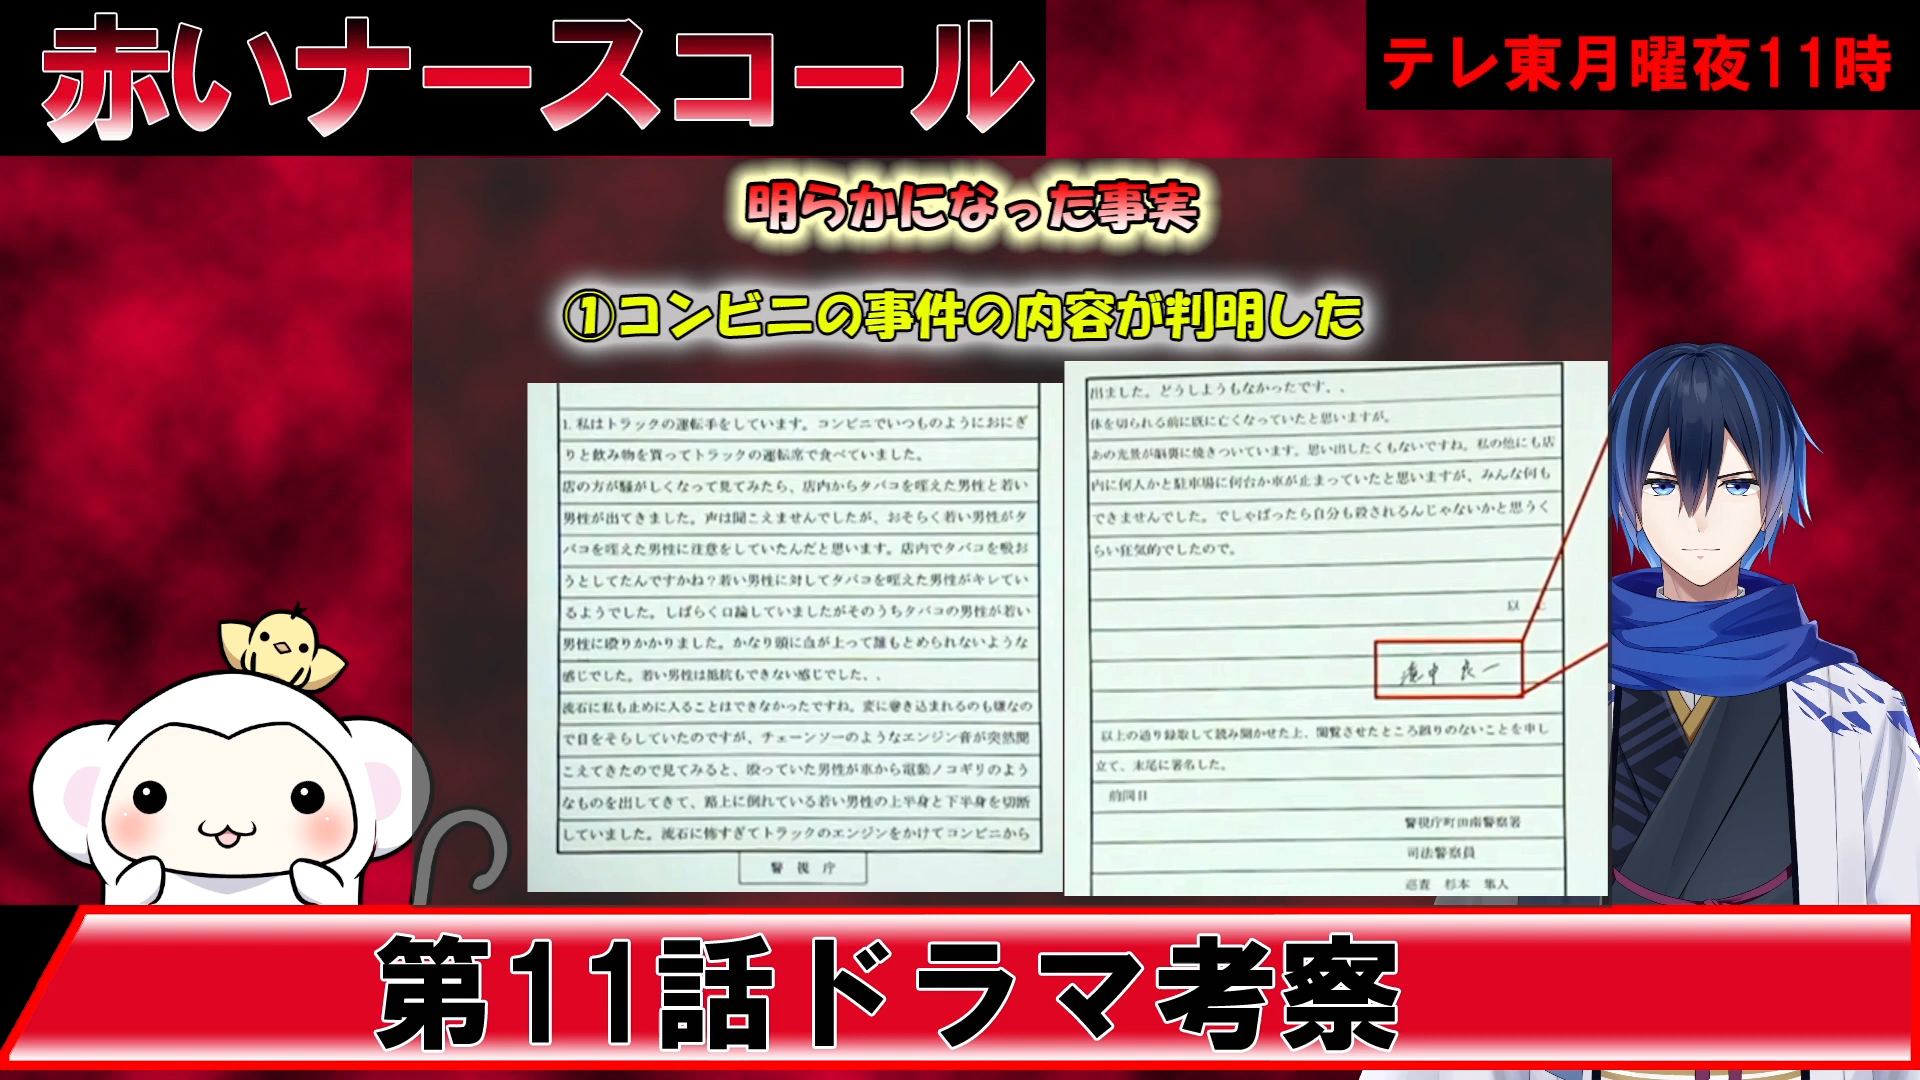 赤いナースコール
テレ東月曜夜11時
明らかになった事実
①コンビニの事件の内容が判明した
1. 私はトラックの運転手をしています。コンビニでいつものようにおにぎ
りと飲み物を買ってトラックの運転席で食べていました。
店の方が騒がしくなって見てみたら、店内からタバコを咥えた男性と若い
男性が出てきました。声は聞こえませんでしたが、おそらく若い男性がタ
バコを咥えた男性に注意をしていたんだと思います。店内でタバコを吸お
うとしてたんですかね?若い男性に対してタバコを咥えた男性がキレてい
るようでした。しばらく口論していましたがそのうちタバコの男性が若い
男性に殴りかかりました。かなり頭に血が上って誰もとめられないような
感じでした。若い男性は抵抗もできない感じでした、、
流石に私も止めに入ることはできなかったですね。変に巻き込まれるのも嫌なの
で目をそらしていたのですが、チェーンソーのようなエンジン音が突然聞
こえてきたので見てみると、殴っていた男性が車から電動ノコギリのよう
なものを出してきて、路上に倒れている若い男性の上半身と下半身を切断
していました。流石に怖すぎてトラックのエンジンをかけてコンビニから
警視庁
出ました。どうしようもなかったです、、
体を切られる前に既に亡くなっていたと思いますが。
あの光景が脳裏に焼きついています。思い出したくもないですね。私の他にも店
内に何人かと駐車場に何台か車が止まっていたと思いますが、みんな何も
できませんでした。でしゃばったら自分も殺されるんじゃないかと思うく
らい狂気的でしたので。
以上
中 良一
以上の通り録取して読み聞かせた上、閲覧させたところ誤りのないことを申し
立て、末尾に署名した。
前同日
警視庁町田南警察署
司法警察員
巡査 杉本 隼人
第11話ドラマ考察